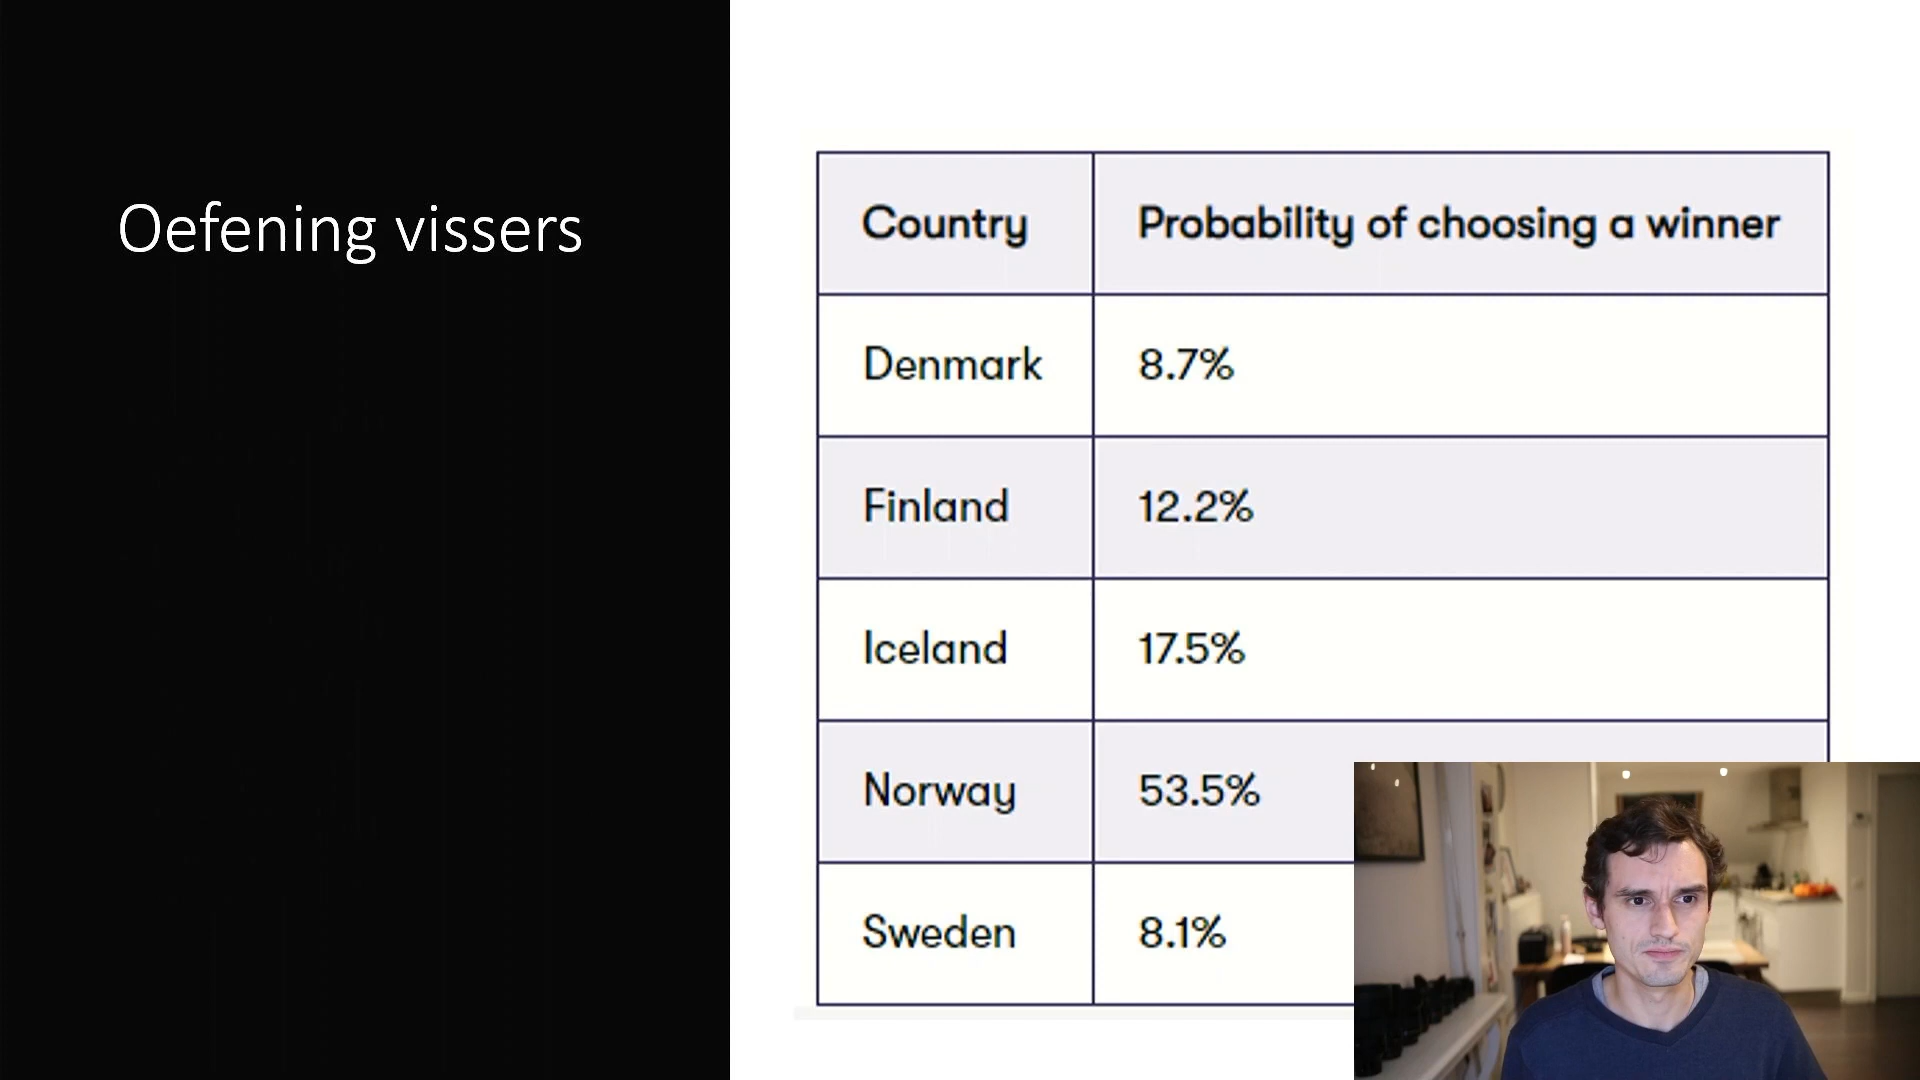 Oefening vissers
Country Probability of choosing a winner
Denmark 8.7%
Finland 12.2%
Iceland 17.5%
Norway 53.5%
Sweden 8.1%